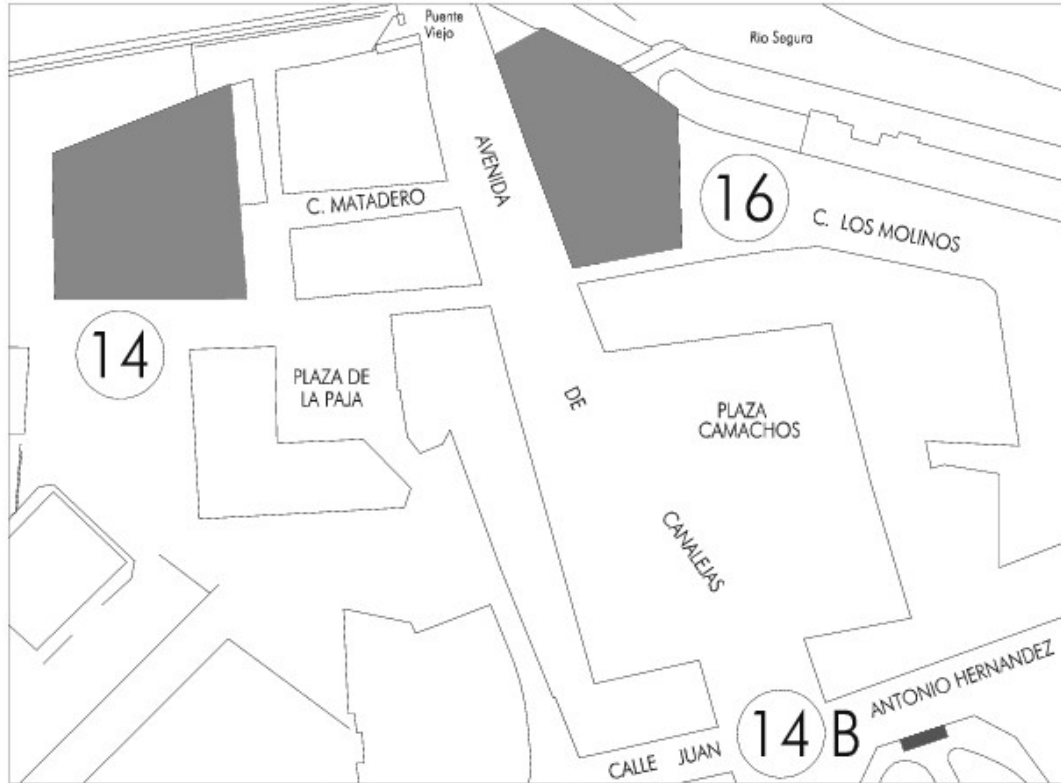 Puente
Viejo
Rio Segura
AVENIDA
C. MATADERO
16
C. LOS MOLINOS
14
PLAZA DE
LA PAJA
DE
PLAZA
CAMACHOS
CANALEJAS
ANTONIO HERNANDEZ
14 B
CALLE JUAN